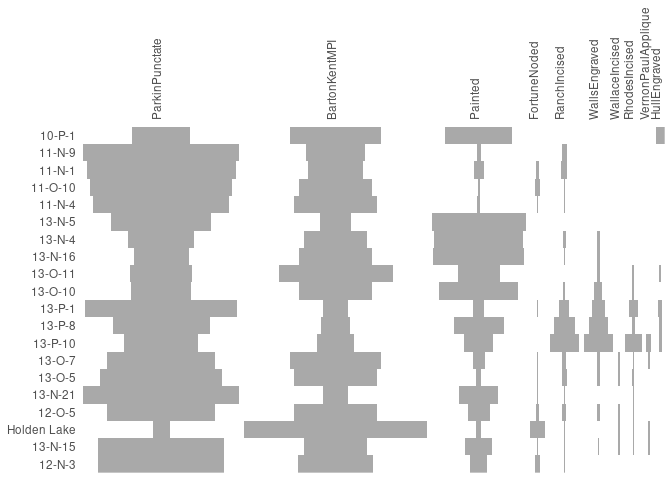 ParkinPunctate
BartonKentMPI
Painted
FortuneNoded
RanchIncised
WallsEngraved
WallaceIncised
RhodesIncised
VernonPaulApplique
HullEngraved
10-P-1
11-N-9
11-N-1
11-O-10
11-N-4
13-N-5
13-N-4
13-N-16
13-O-11
13-O-10
13-P-1
13-P-8
13-P-10
13-O-7
13-O-5
13-N-21
12-O-5
Holden Lake
13-N-15
12-N-3